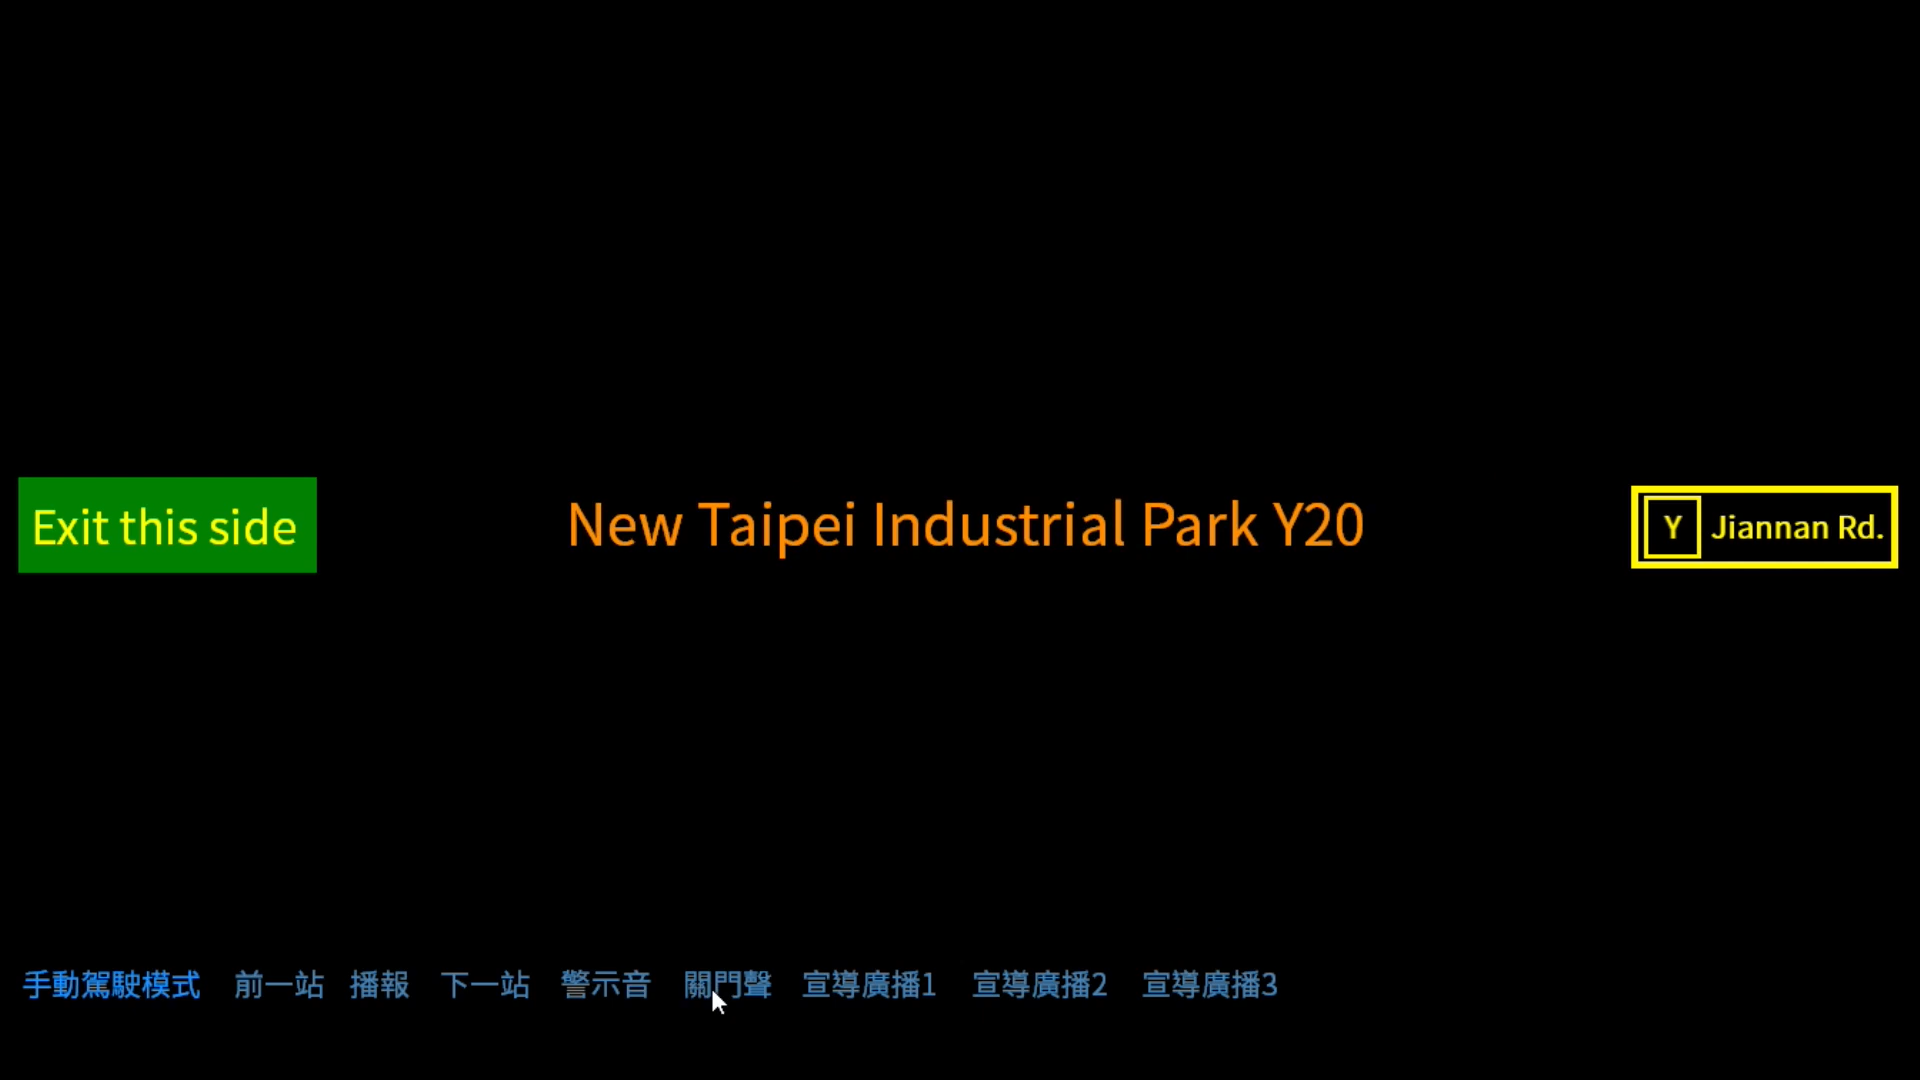 Exit this side
New Taipei Industrial Park Y20
Y Jiannan Rd.
手動駕駛模式 前一站 播報 下一站 警示音 關門聲 宣導廣播1 宣導廣播2 宣導廣播3